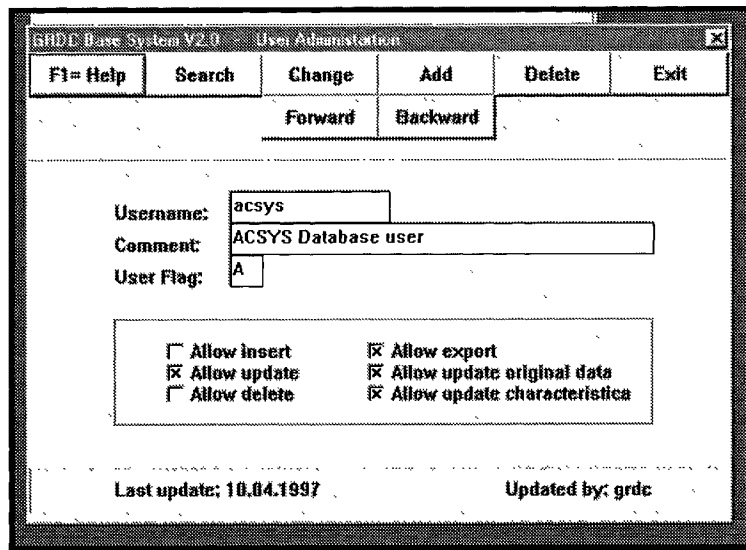 GRDC Base System V2.0 User Adminstration
F1= Help Search Change Add Delete Exit
Forward Backward
Username: acsys
Comment: ACSYS Database user
User Flag: A
Allow insert Allow export
Allow update Allow update original data
Allow delete Allow update characteristica
Last update: 10.04.1997 Updated by: grdc